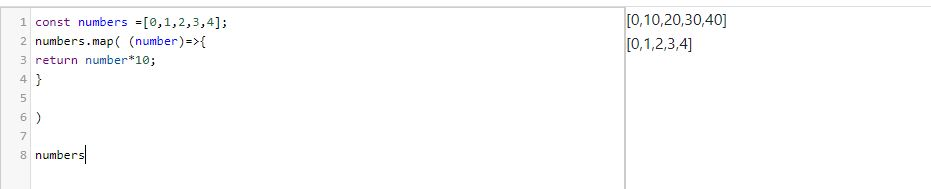 1 const numbers =[0,1,2,3,4];
2 numbers.map( (number)=>{
3 return number*10;
4 }
5
6 )
7
8 numbers
[0,10,20,30,40]
[0,1,2,3,4]